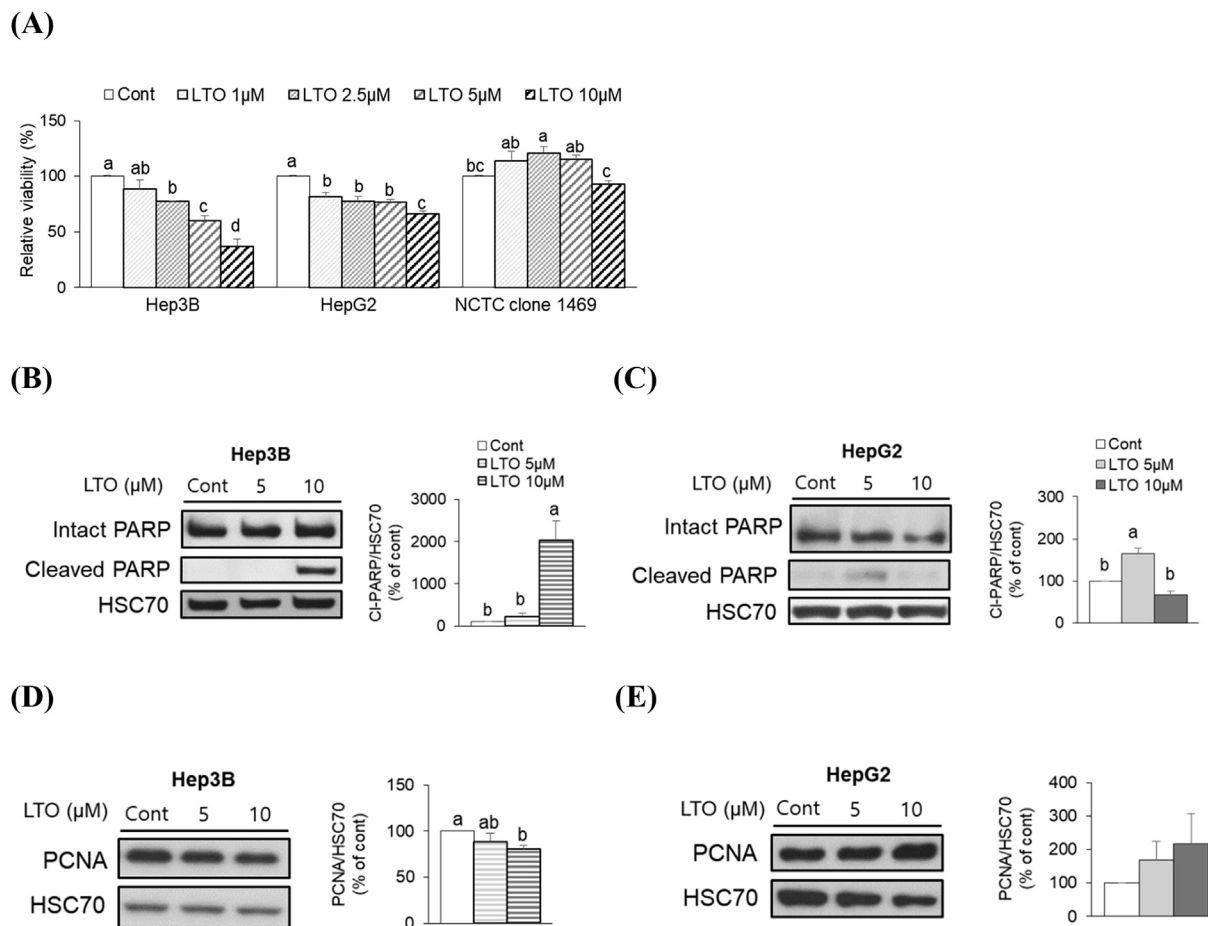 (A)
Cont LTO 1µM LTO 2.5µM LTO 5µM LTO 10µM
Relative viability (%)
150
100
50
0
a ab b c d
a b b b c
bc ab a ab c
Hep3B HepG2 NCTC clone 1469
(B)
Hep3B
LTO (µM) Cont 5 10
Intact PARP
Cleaved PARP
HSC70
Cont
LTO 5µM
LTO 10µM
Cl-PARP/HSC70
(% of cont)
3000
2000
1000
0
b b a
(C)
HepG2
LTO (µM) Cont 5 10
Intact PARP
Cleaved PARP
HSC70
Cont
LTO 5µM
LTO 10µM
Cl-PARP/HSC70
(% of cont)
300
200
100
0
b a b
(D)
Hep3B
LTO (µM) Cont 5 10
PCNA
HSC70
PCNA/HSC70
(% of cont)
150
100
50
0
a ab b
(E)
HepG2
LTO (µM) Cont 5 10
PCNA
HSC70
PCNA/HSC70
(% of cont)
400
300
200
100
0